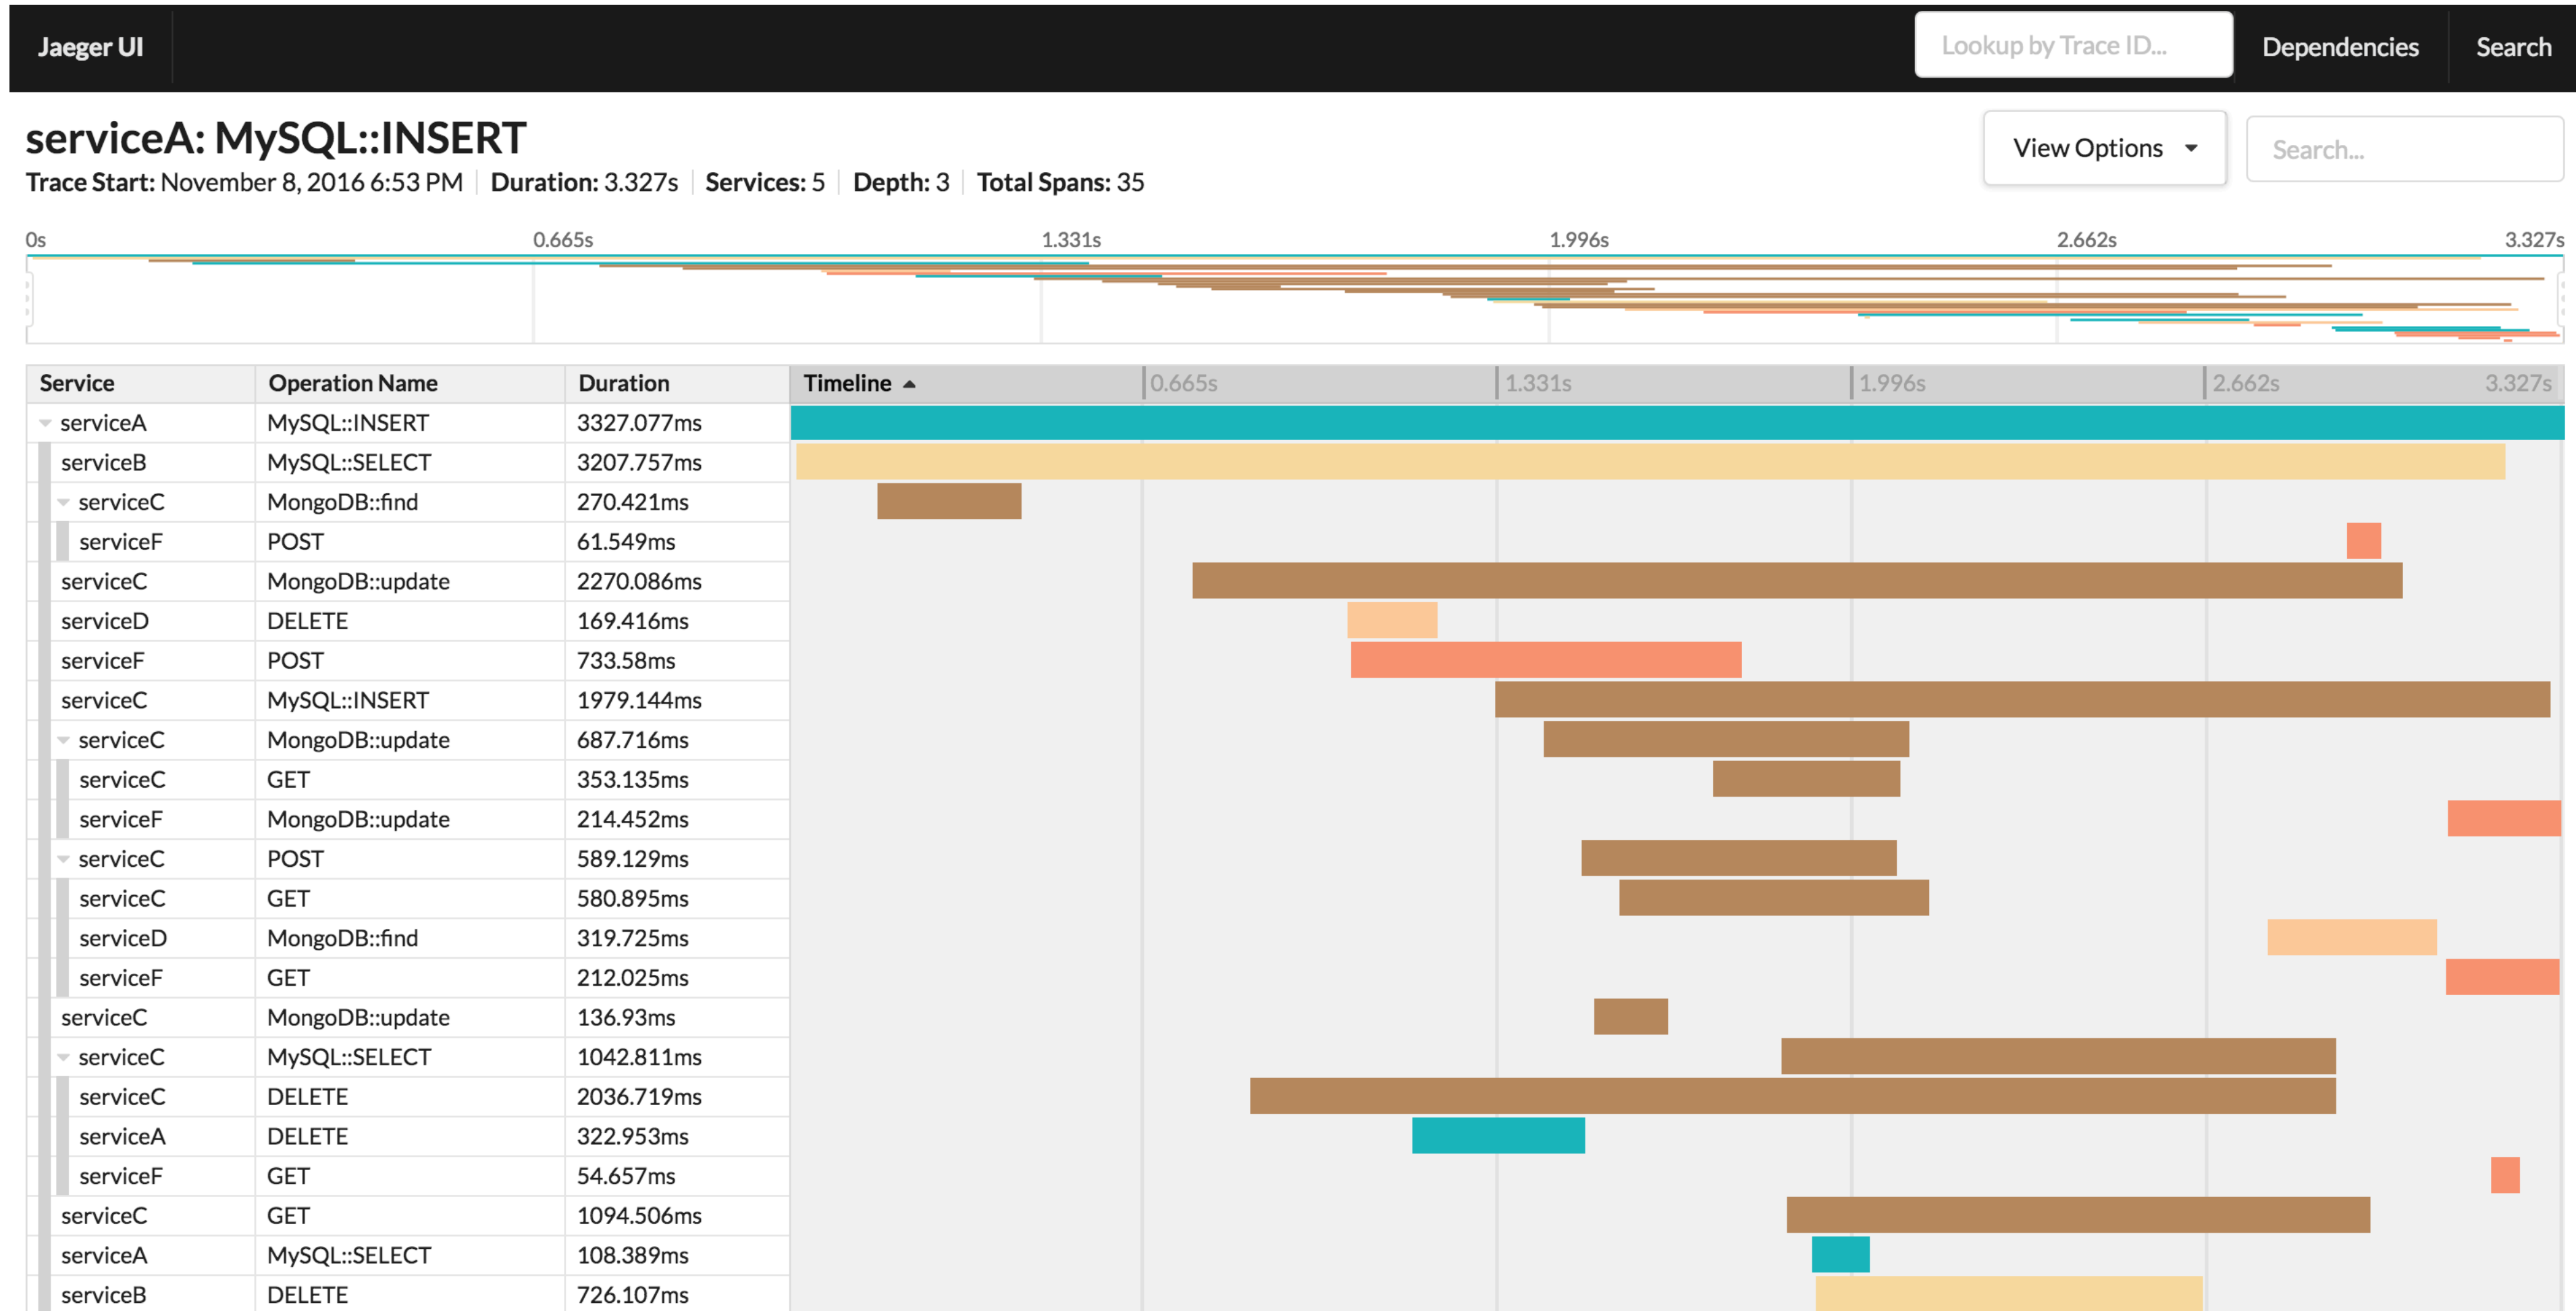 Jaeger UI Lookup by Trace ID... Dependencies Search
serviceA: MySQL::INSERT View Options Search...
Trace Start: November 8, 2016 6:53 PM Duration: 3.327s Services: 5 Depth: 3 Total Spans: 35
0s 0.665s 1.331s 1.996s 2.662s 3.327s
Service Operation Name Duration Timeline 0.665s 1.331s 1.996s 2.662s 3.327s
serviceA MySQL::INSERT 3327.077ms
serviceB MySQL::SELECT 3207.757ms
serviceC MongoDB::find 270.421ms
serviceF POST 61.549ms
serviceC MongoDB::update 2270.086ms
serviceD DELETE 169.416ms
serviceF POST 733.58ms
serviceC MySQL::INSERT 1979.144ms
serviceC MongoDB::update 687.716ms
serviceC GET 353.135ms
serviceF MongoDB::update 214.452ms
serviceC POST 589.129ms
serviceC GET 580.895ms
serviceD MongoDB::find 319.725ms
serviceF GET 212.025ms
serviceC MongoDB::update 136.93ms
serviceC MySQL::SELECT 1042.811ms
serviceC DELETE 2036.719ms
serviceA DELETE 322.953ms
serviceF GET 54.657ms
serviceC GET 1094.506ms
serviceA MySQL::SELECT 108.389ms
serviceB DELETE 726.107ms